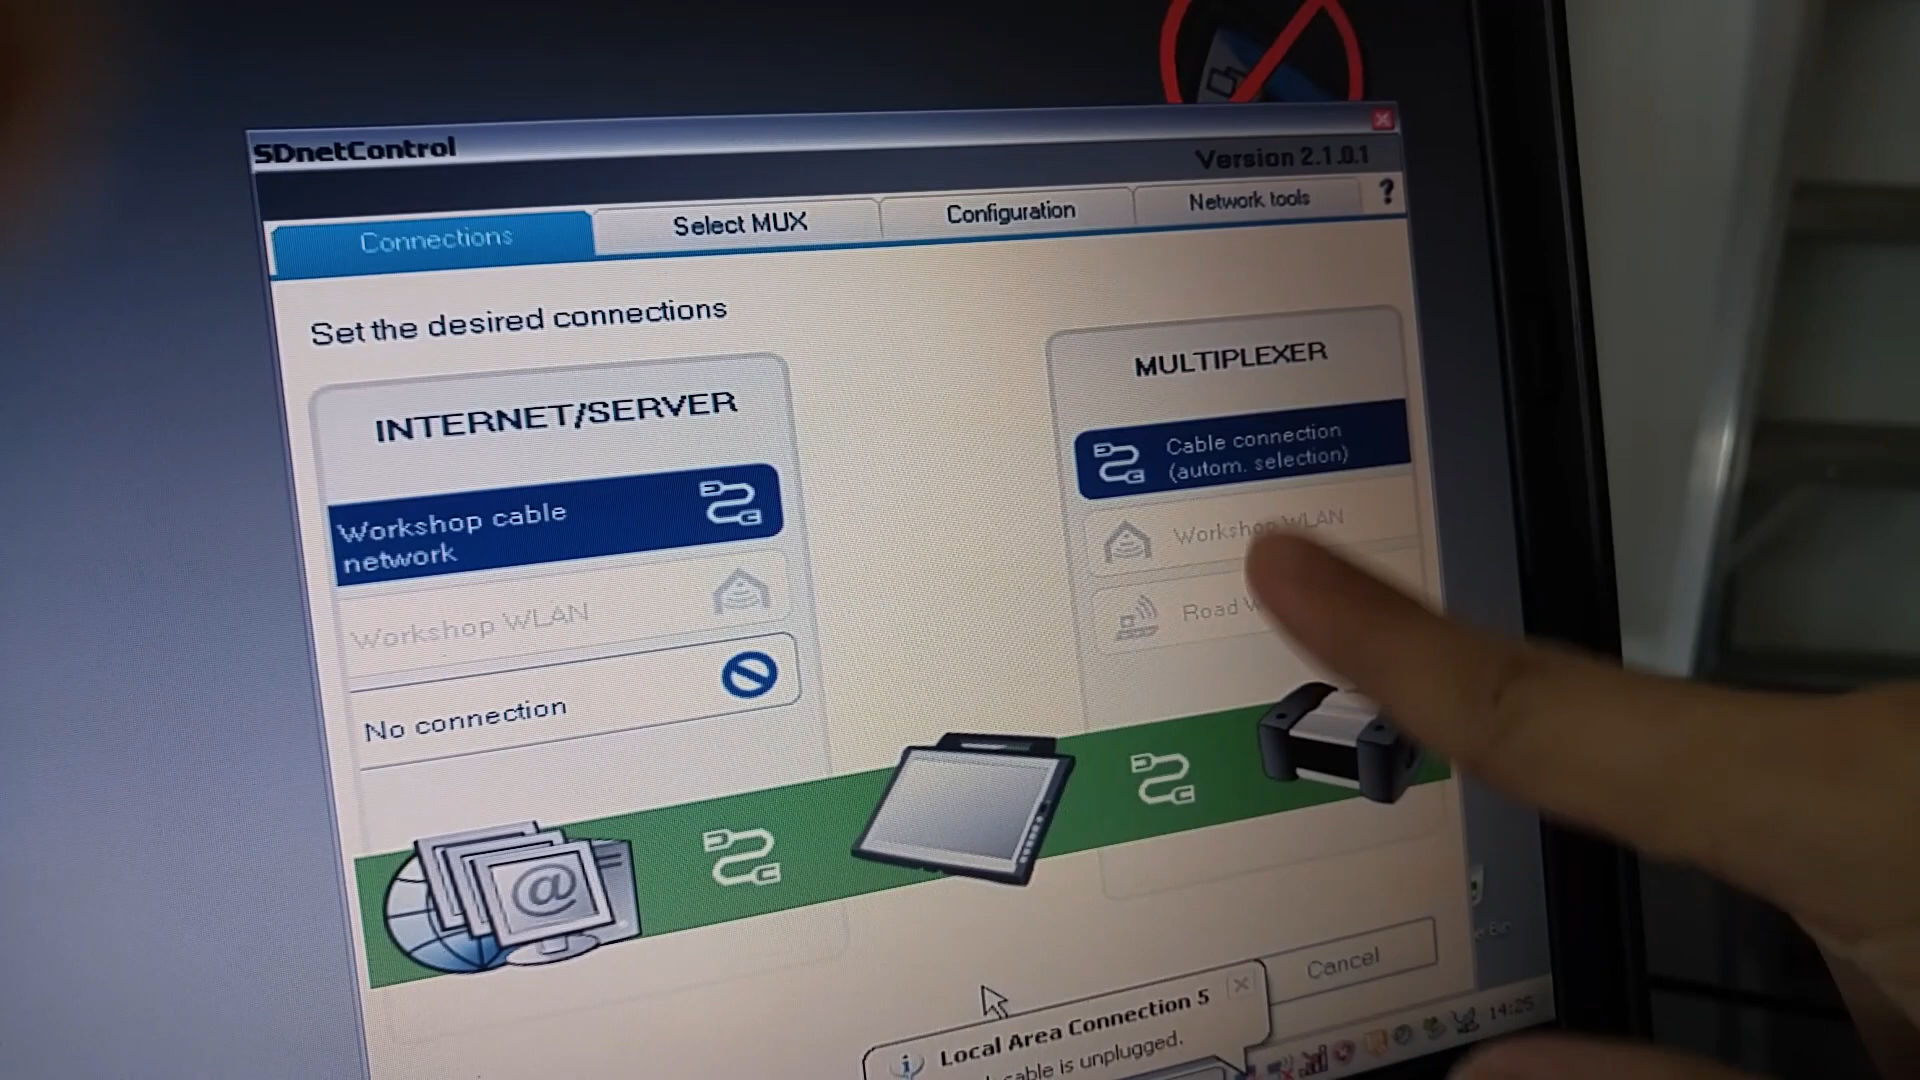 SDnetControl
Version 2.1.0.1
Connections
Select MUX
Configuration
Network tools
?
Set the desired connections
INTERNET/SERVER
Workshop cable
network
Workshop WLAN
No connection
MULTIPLEXER
Cable connection
(autom. selection)
Workshop WLAN
Road
@
Cancel
Local Area Connection 5
cable is unplugged.
14:25